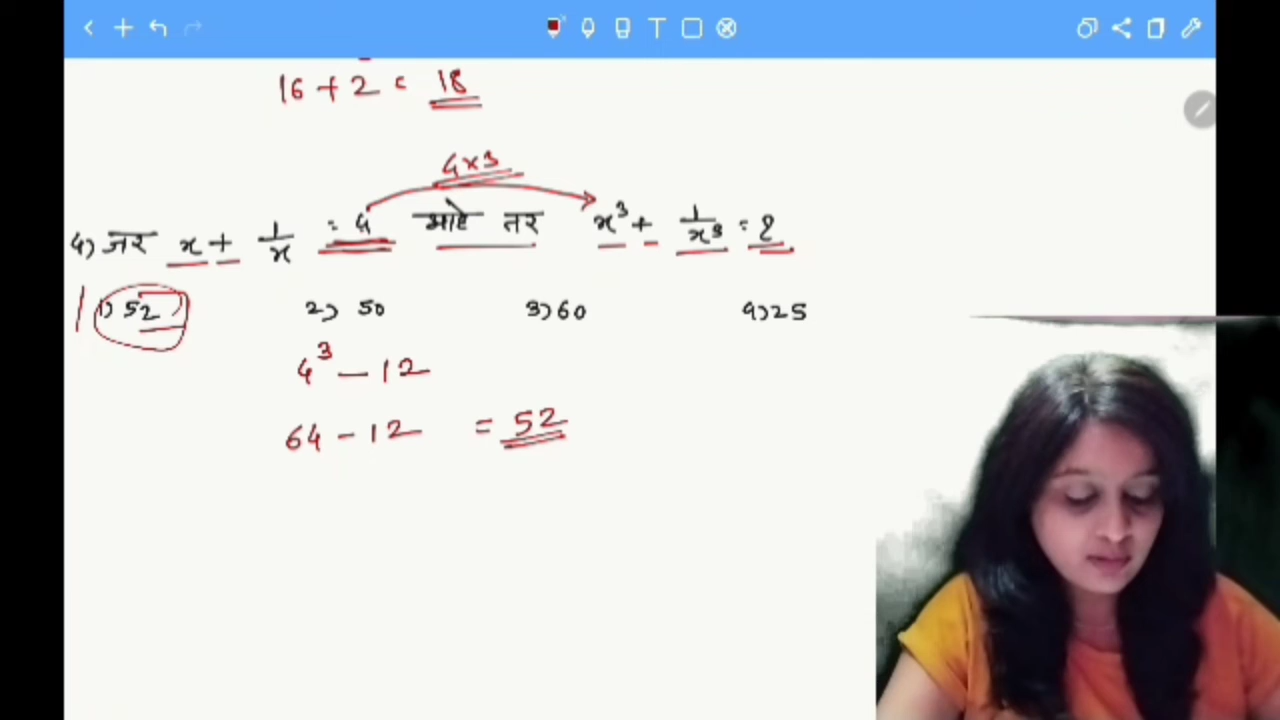 16 + 2 = 18
4×3
4) जर x + 1/x = 4 आहे तर x³ + 1/x³ = ?
1) 52 2) 50 3) 60 4) 25
4³ − 12
64 − 12 = 52